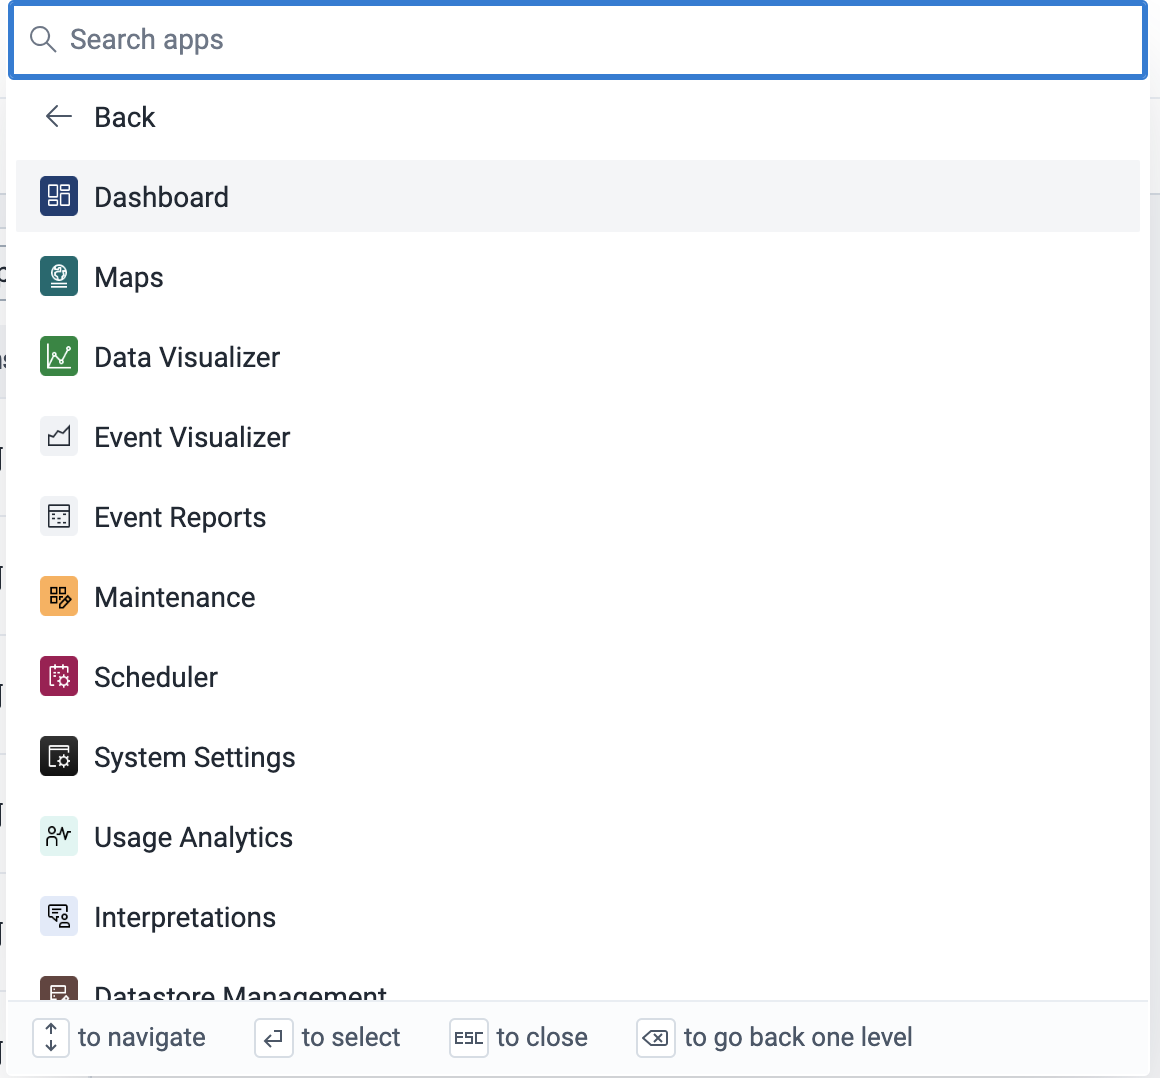 Search apps
Back
Dashboard
Maps
Data Visualizer
Event Visualizer
Event Reports
Maintenance
Scheduler
System Settings
Usage Analytics
Interpretations
Datastore Management
to navigate to select ESC to close to go back one level